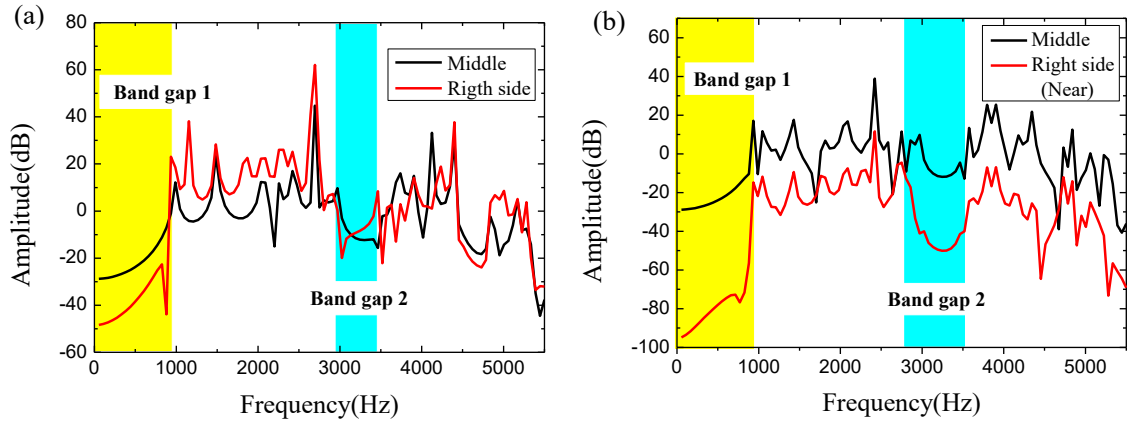 (a)
80
60
40
20
0
-20
-40
-60
Amplitude(dB)
Band gap 1
Middle
Rigth side
Band gap 2
0 1000 2000 3000 4000 5000
Frequency(Hz)
(b)
60
40
20
0
-20
-40
-60
-80
-100
Amplitude(dB)
Band gap 1
Middle
Right side
(Near)
Band gap 2
0 1000 2000 3000 4000 5000
Frequency(Hz)